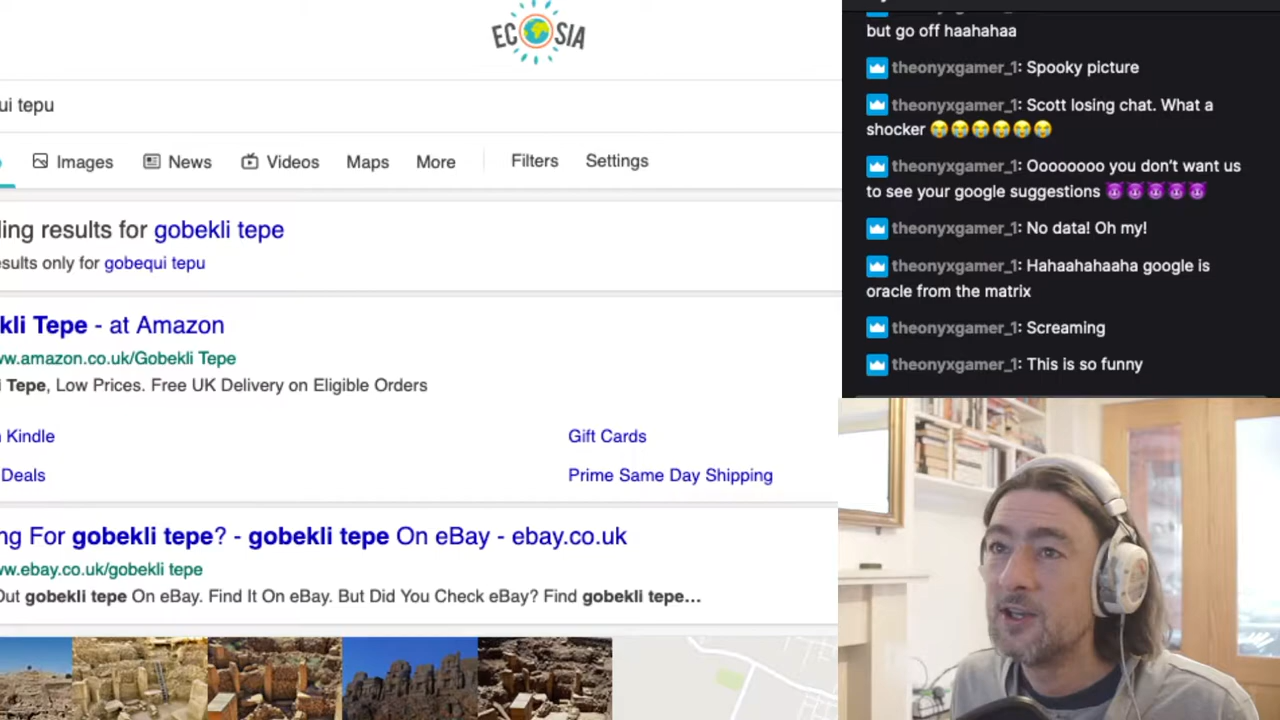 ECOSIA
ui tepu
Images News Videos Maps More Filters Settings
ing results for gobekli tepe
esults only for gobequi tepu
kli Tepe - at Amazon
ww.amazon.co.uk/Gobekli Tepe
i Tepe, Low Prices. Free UK Delivery on Eligible Orders
Kindle
Gift Cards
Deals
Prime Same Day Shipping
ng For gobekli tepe? - gobekli tepe On eBay - ebay.co.uk
ww.ebay.co.uk/gobekli tepe
Out gobekli tepe On eBay. Find It On eBay. But Did You Check eBay? Find gobekli tepe...
but go off haahahaa
theonyxgamer_1: Spooky picture
theonyxgamer_1: Scott losing chat. What a
shocker 😭😭😭😭😭😭
theonyxgamer_1: Oooooooo you don't want us
to see your google suggestions 😈😈😈😈😈
theonyxgamer_1: No data! Oh my!
theonyxgamer_1: Hahaahahaaha google is
oracle from the matrix
theonyxgamer_1: Screaming
theonyxgamer_1: This is so funny